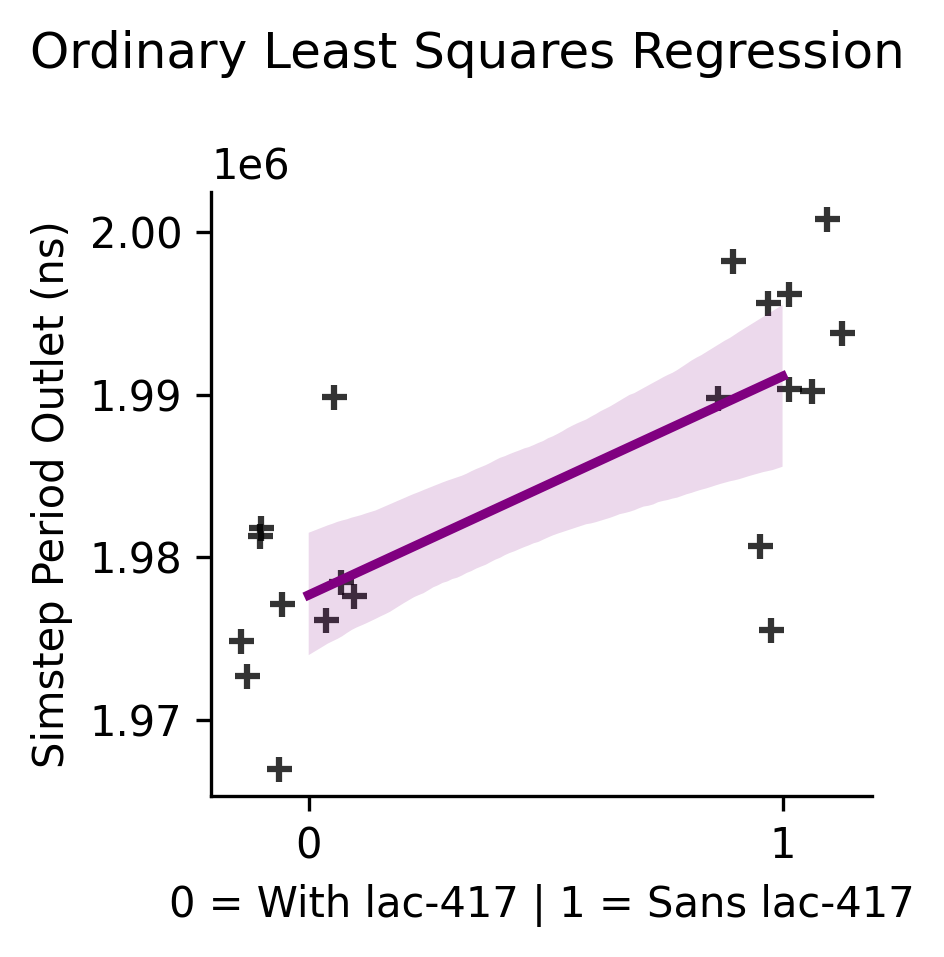 Ordinary Least Squares Regression
1e6
2.00
1.99
1.98
1.97
Simstep Period Outlet (ns)
0 1
0 = With lac-417 | 1 = Sans lac-417